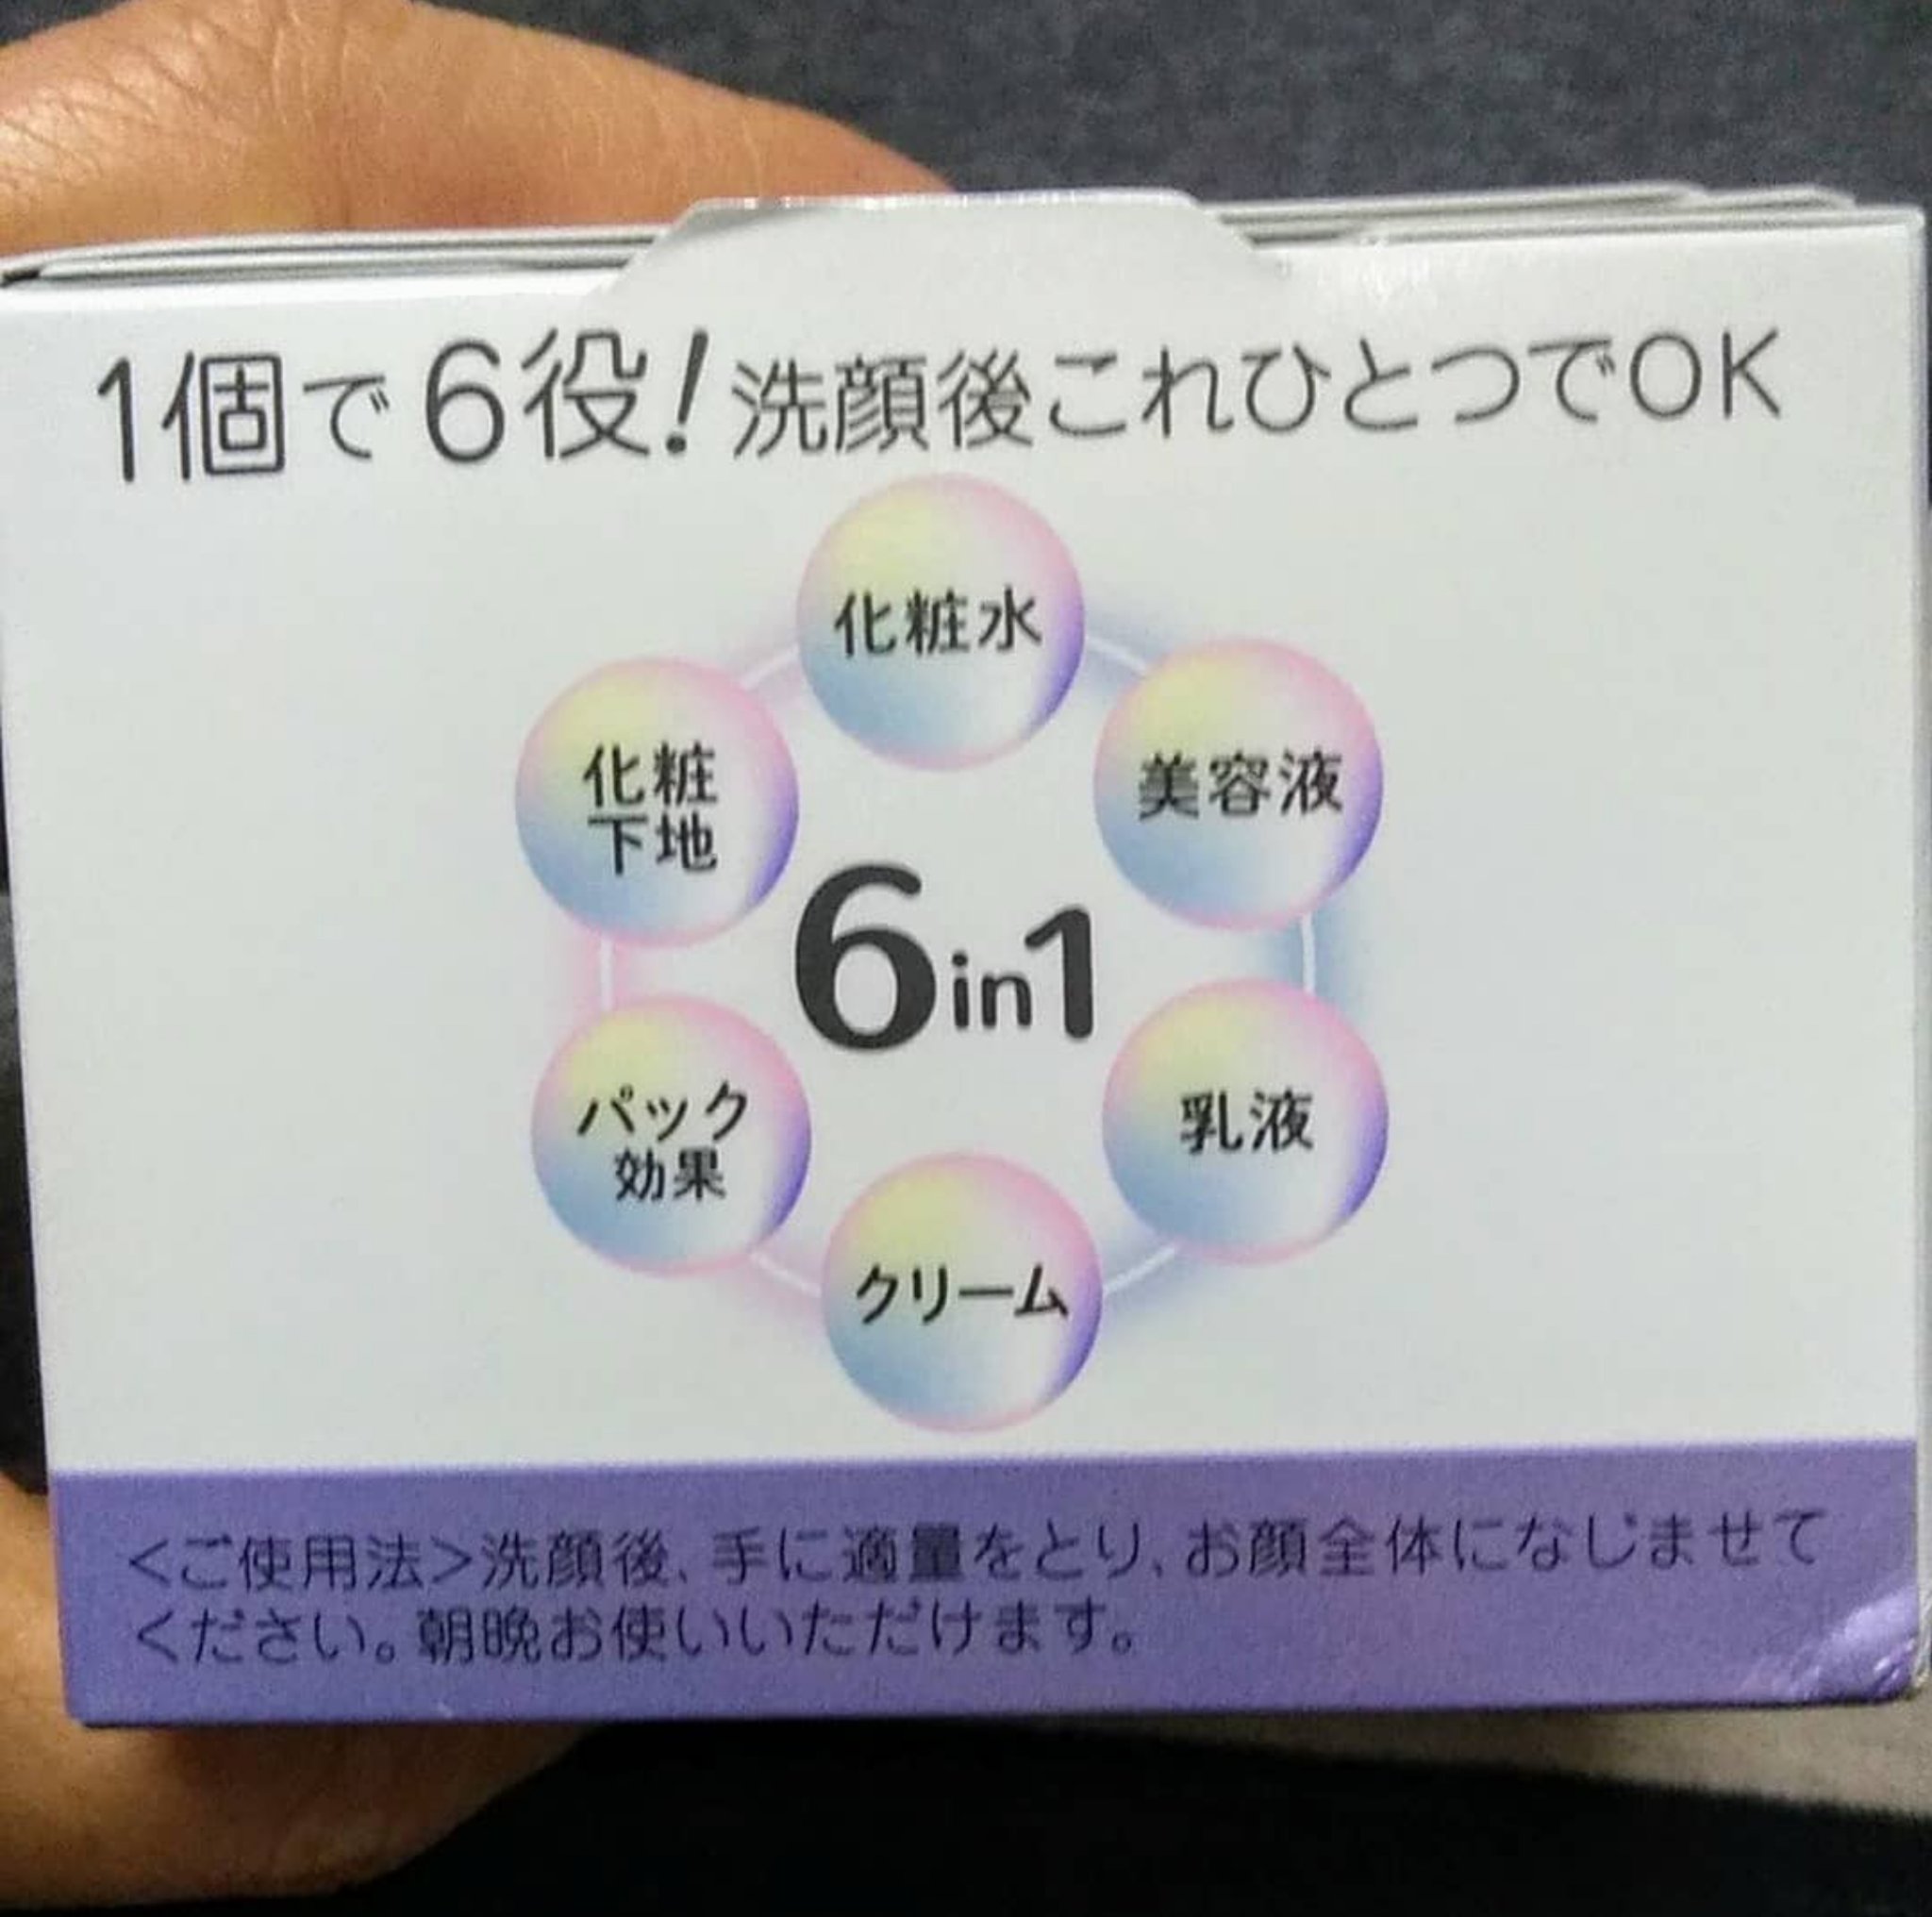 1個で6役!洗顔後これひとつでOK
化粧水
美容液
化粧
下地
6in1
乳液
パック
効果
クリーム
<ご使用法>洗顔後、手に適量をとり、お顔全体になじませて
ください。朝晩お使いいただけます。